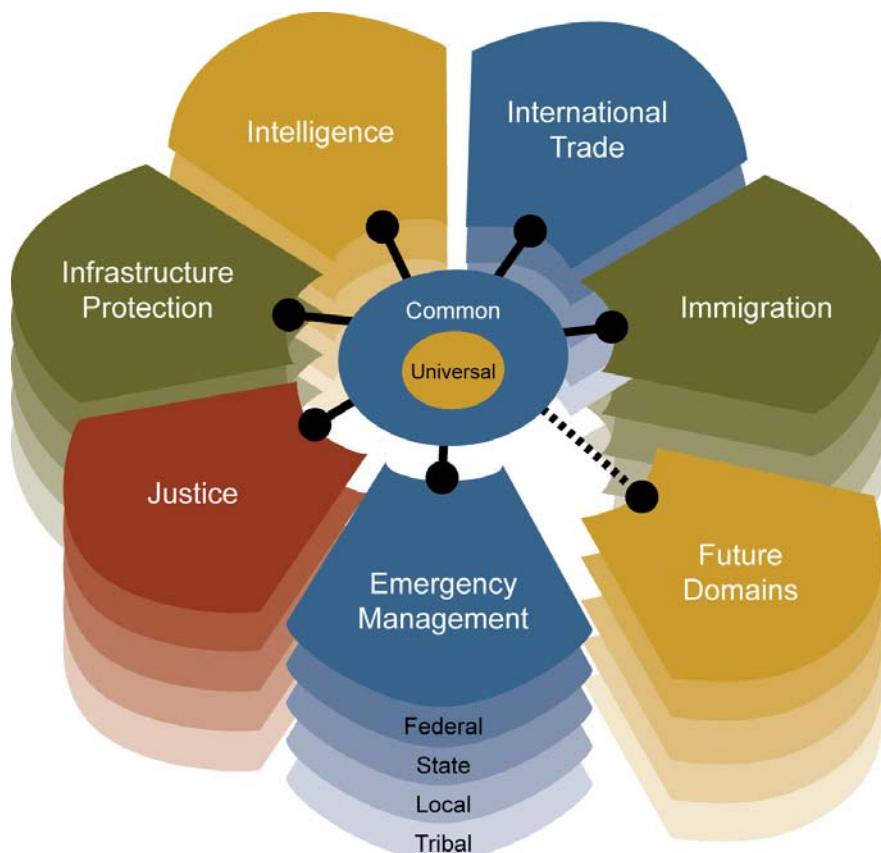 Intelligence
International
Trade
Infrastructure
Protection
Common
Immigration
Universal
Justice
Emergency
Management
Future
Domains
Federal
State
Local
Tribal